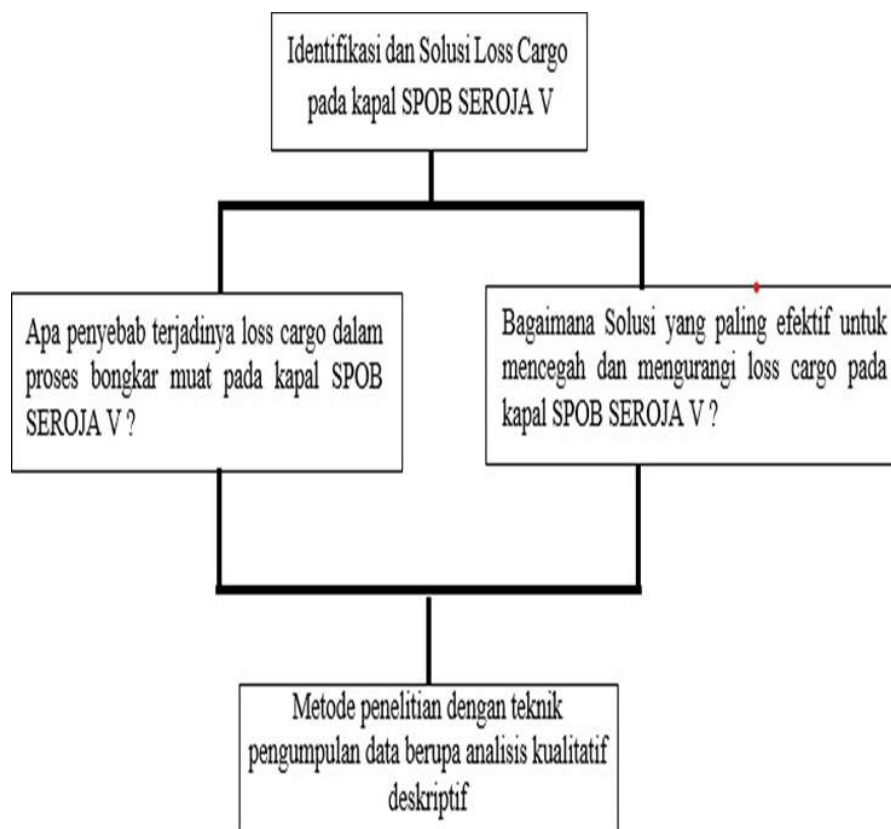 Identifikasi dan Solusi Loss Cargo
pada kapal SPOB SEROJA V
Apa penyebab terjadinya loss cargo dalam
proses bongkar muat pada kapal SPOB
SEROJA V ?
Bagaimana Solusi yang paling efektif untuk
mencegah dan mengurangi loss cargo pada
kapal SPOB SEROJA V ?
Metode penelitian dengan teknik
pengumpulan data berupa analisis kualitatif
deskriptif